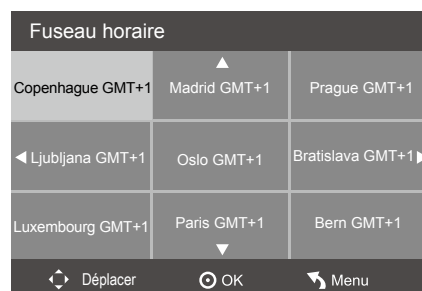 Fuseau horaire
Copenhague GMT+1 Madrid GMT+1 Prague GMT+1
Ljubljana GMT+1 Oslo GMT+1 Bratislava GMT+1
Luxembourg GMT+1 Paris GMT+1 Bern GMT+1
Déplacer OK Menu